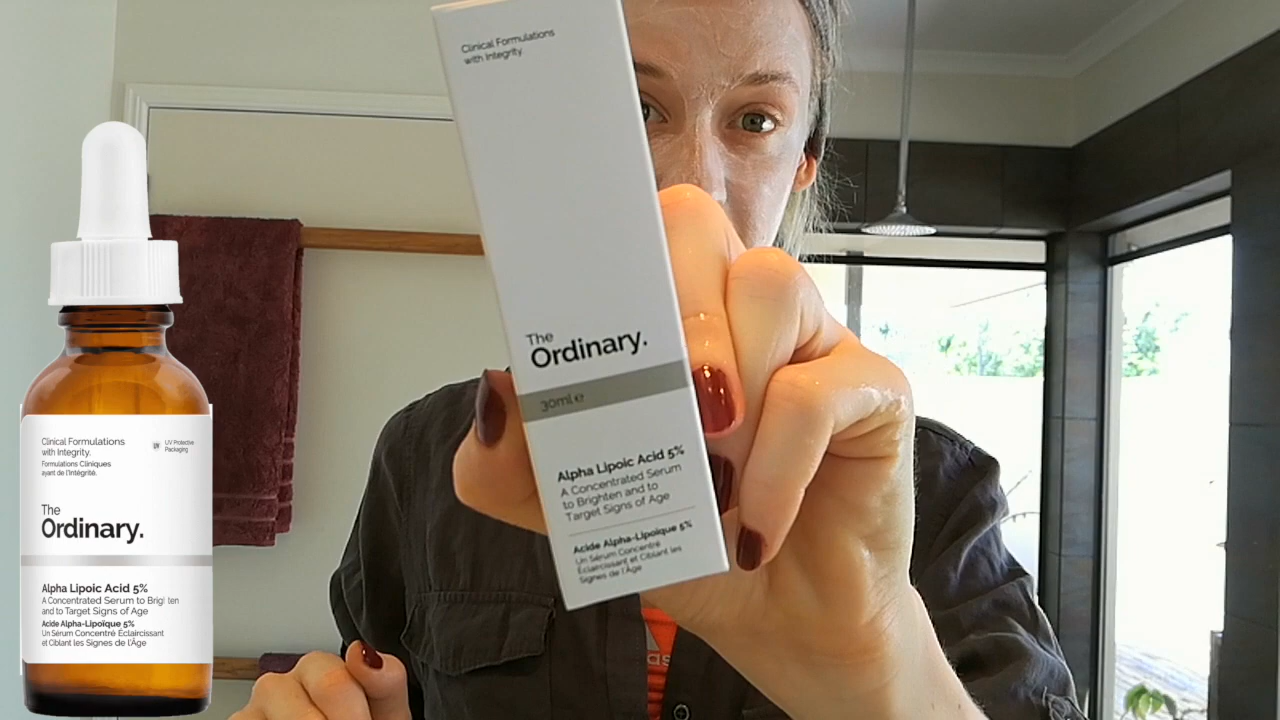 Clinical Formulations
with Integrity.
Formulations Cliniques
ayant de l'Intégrité.
UV
UV Protective
Packaging
The
Ordinary.
Alpha Lipoic Acid 5%
A Concentrated Serum to Brig ten
and to Target Signs of Age
Acide Alpha-Lipoïque 5%
Un Sérum Concentré Éclaircissant
et Ciblant les Signes de l'Âge
Clinical Formulations
with Integrity
The
Ordinary.
30ml e
Alpha Lipoic Acid 5%
A Concentrated Serum
to Brighten and to
Target Signs of Age
Acide Alpha-Lipoïque 5%
Un Sérum Concentré
Éclaircissant et Ciblant les
Signes de l'Âge
as